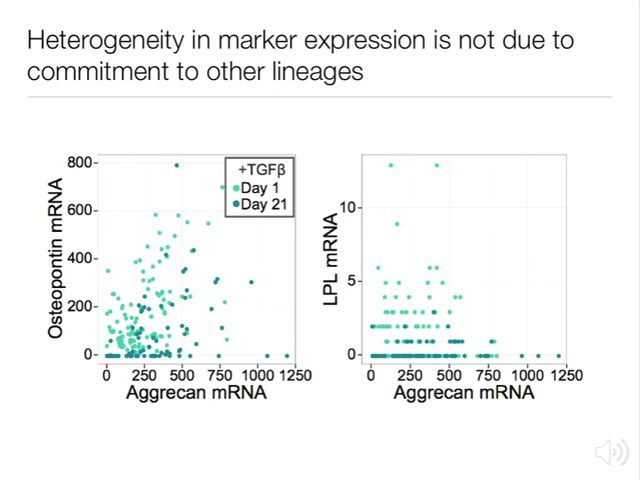 Heterogeneity in marker expression is not due to
commitment to other lineages
+TGFβ
Day 1
Day 21
Osteopontin mRNA
800
600
400
200
0
0 250 500 750 1000 1250
Aggrecan mRNA
LPL mRNA
10
5
0
0 250 500 750 1000 1250
Aggrecan mRNA